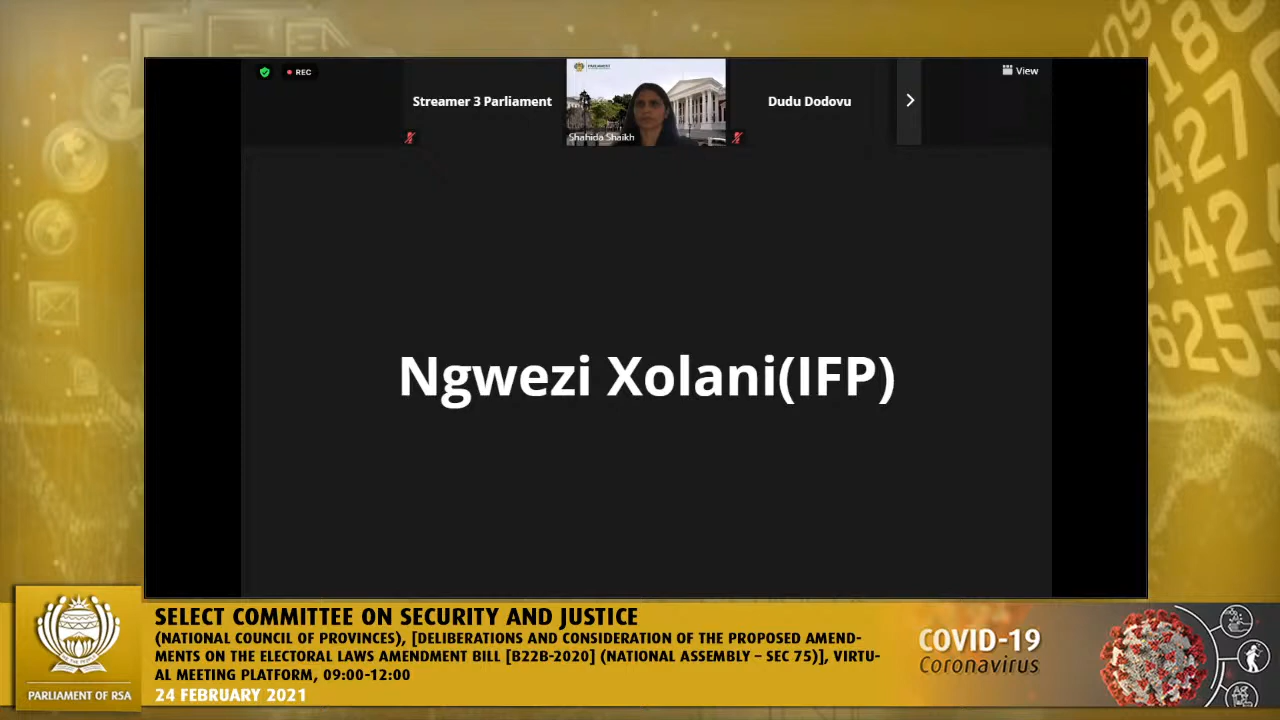 REC
View
Streamer 3 Parliament
Dudu Dodovu
PARLIAMENT
Shahida Shaikh
Ngwezi Xolani(IFP)
SELECT COMMITTEE ON SECURITY AND JUSTICE
(NATIONAL COUNCIL OF PROVINCES), [DELIBERATIONS AND CONSIDERATION OF THE PROPOSED AMEND-
MENTS ON THE ELECTORAL LAWS AMENDMENT BILL [B22B-2020] (NATIONAL ASSEMBLY – SEC 75)], VIRTU-
AL MEETING PLATFORM, 09:00-12:00
24 FEBRUARY 2021
PARLIAMENT OF RSA
COVID-19
Coronavirus